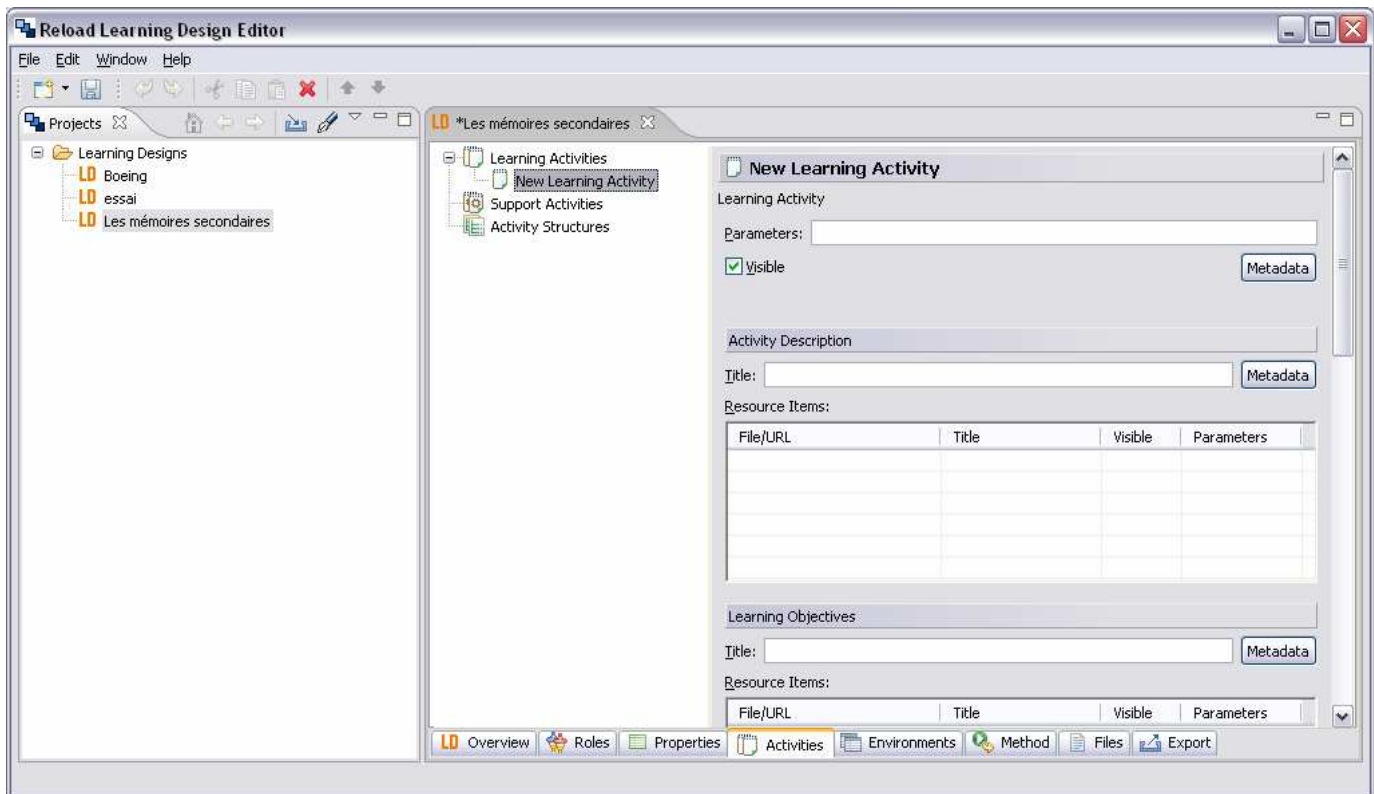 Reload Learning Design Editor
File Edit Window Help
Projects
Learning Designs
LD Boeing
LD essai
LD Les mémoires secondaires
LD *Les mémoires secondaires
Learning Activities
New Learning Activity
Support Activities
Activity Structures
New Learning Activity
Learning Activity
Parameters:
Visible
Metadata
Activity Description
Title:
Metadata
Resource Items:
File/URL Title Visible Parameters
Learning Objectives
Title:
Metadata
Resource Items:
File/URL Title Visible Parameters
LD Overview Roles Properties Activities Environments Method Files Export